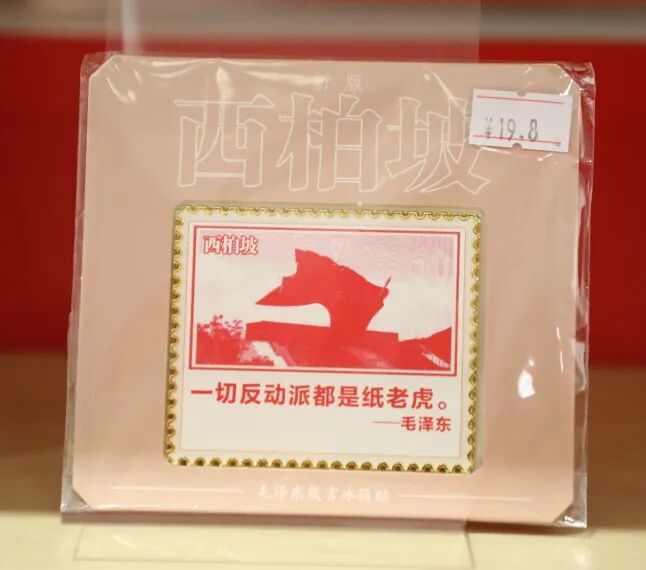 新版
西柏坡
¥19.8
西柏坡
一切反动派都是纸老虎。
——毛泽东
毛泽东箴言冰箱贴